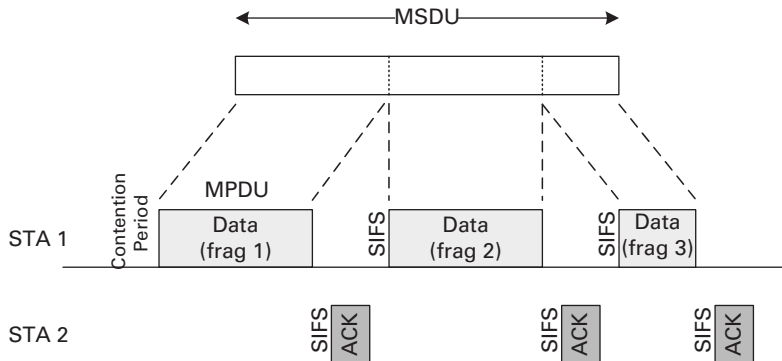 MSDU
MPDU
STA 1
Contention
Period
Data
(frag 1)
SIFS
Data
(frag 2)
SIFS
Data
(frag 3)
STA 2
SIFS
ACK
SIFS
ACK
SIFS
ACK